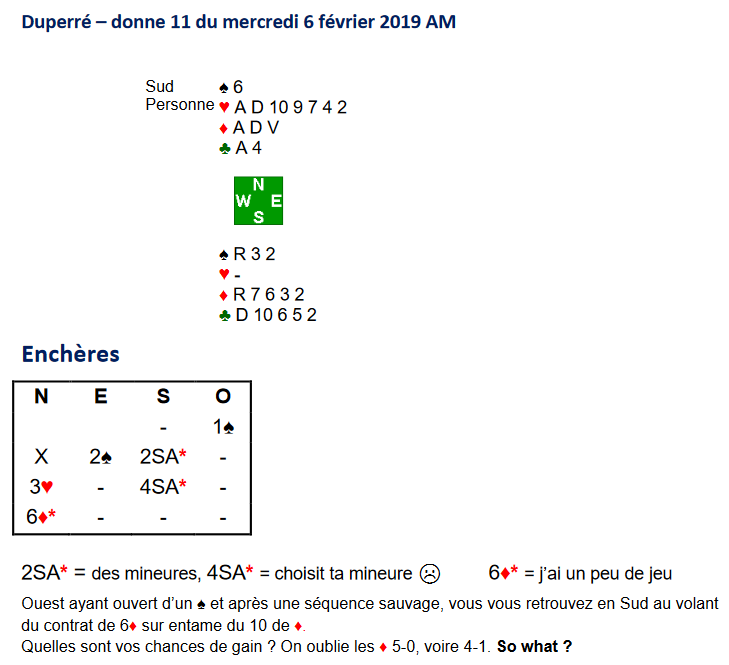 Duperré – donne 11 du mercredi 6 février 2019 AM
Sud
Personne
♠ 6
♥ A D 10 9 7 4 2
♦ A D V
♣ A 4
N
W E
S
♠ R 3 2
♥ -
♦ R 7 6 3 2
♣ D 10 6 5 2
Enchères
N E S O
- 1♠
X 2♠ 2SA* -
3♥ - 4SA* -
6♦* - - -
2SA* = des mineures, 4SA* = choisit ta mineure ☹ 6♦* = j'ai un peu de jeu
Ouest ayant ouvert d'un ♠ et après une séquence sauvage, vous vous retrouvez en Sud au volant
du contrat de 6♦ sur entame du 10 de ♦.
Quelles sont vos chances de gain ? On oublie les ♦ 5-0, voire 4-1. So what ?